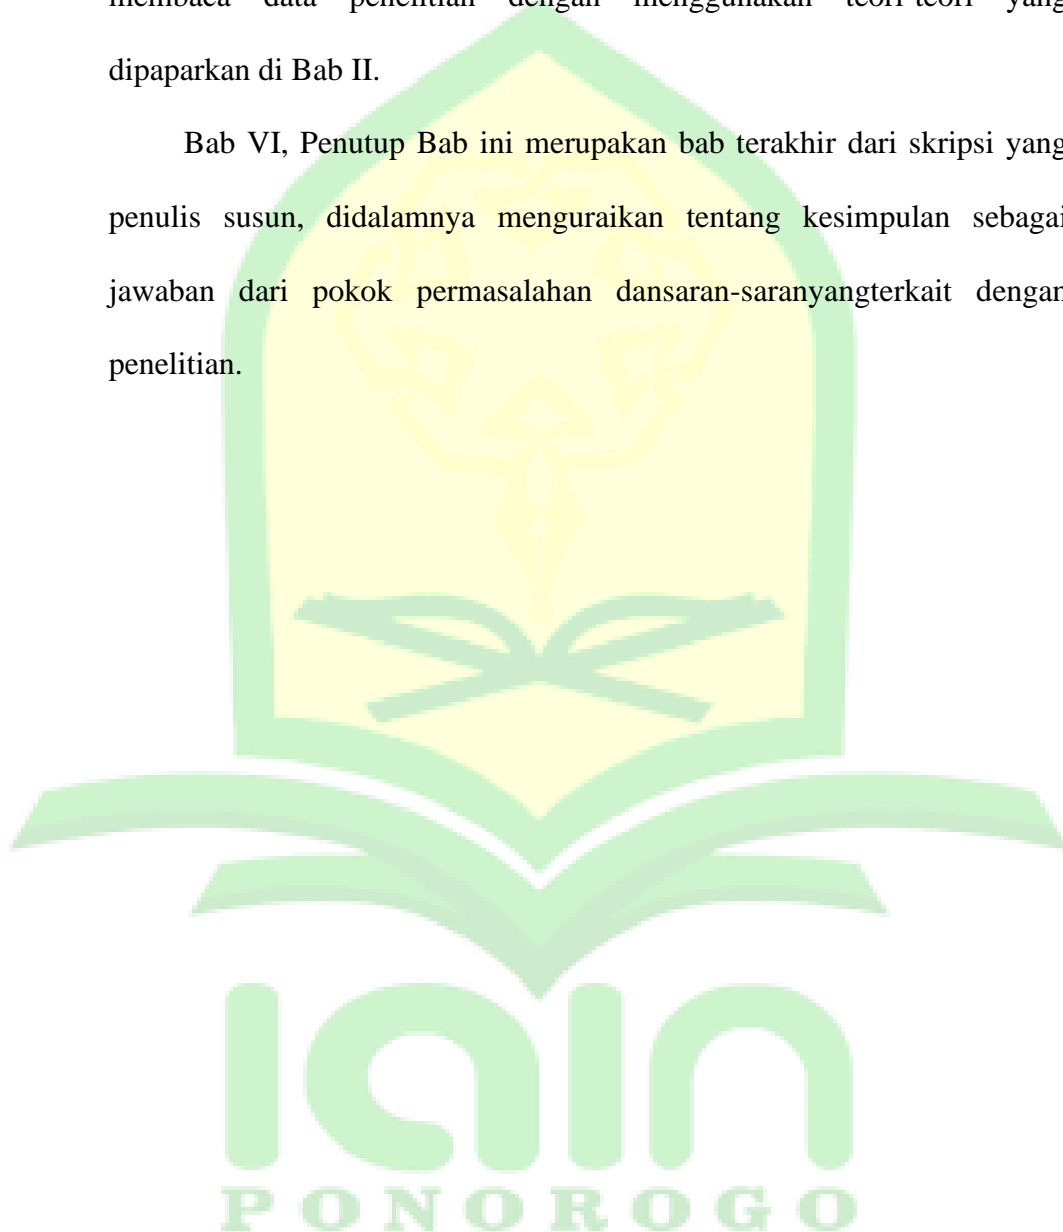 membaca data penelitian dengan menggunakan teori-teori yang
dipaparkan di Bab II.
Bab VI, Penutup Bab ini merupakan bab terakhir dari skripsi yang
penulis susun, didalamnya menguraikan tentang kesimpulan sebagai
jawaban dari pokok permasalahan dansaran-saranyangterkait dengan
penelitian.
iain
PONOROGO